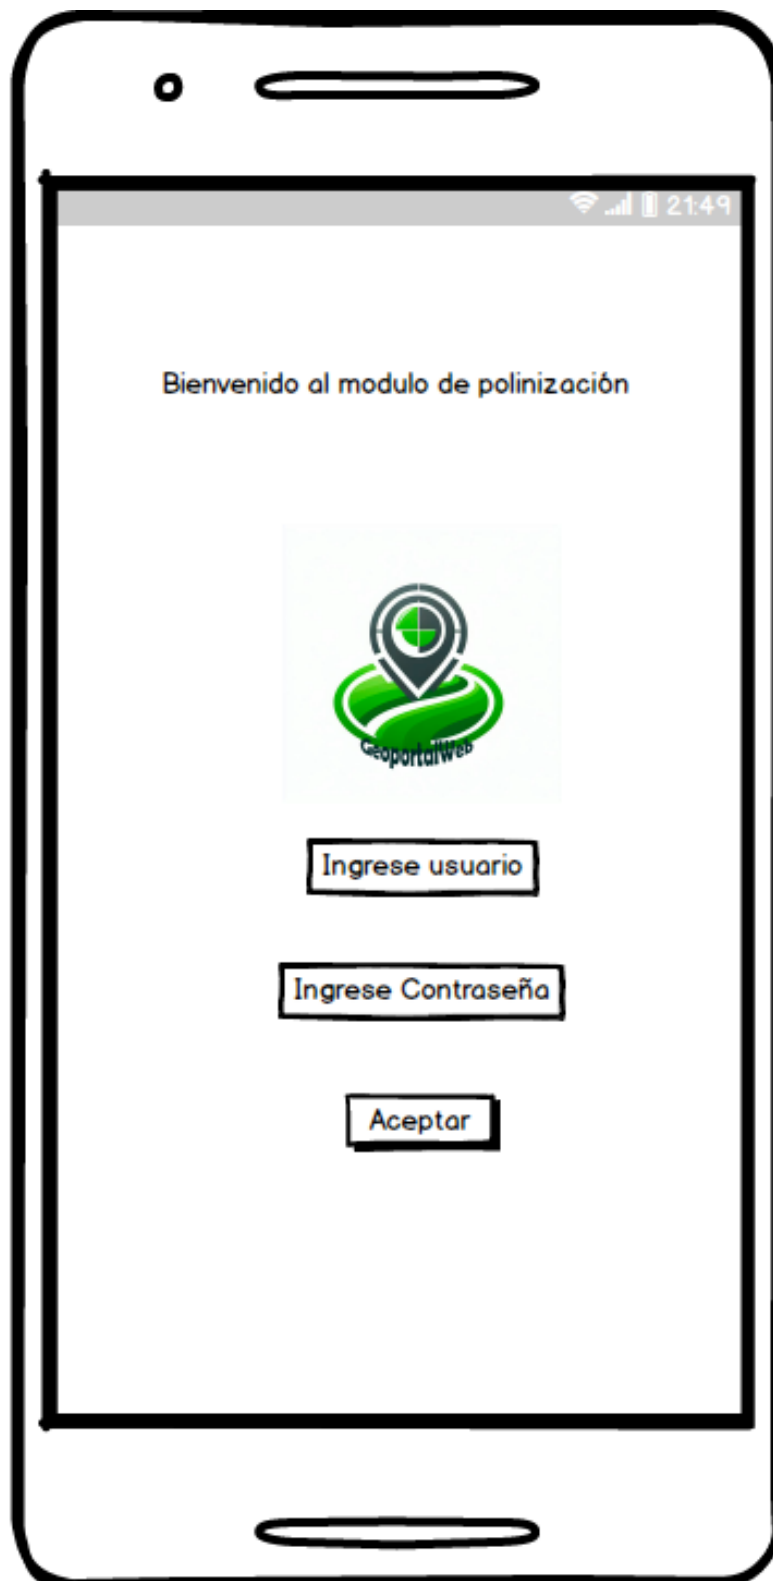 21:49
Bienvenido al modulo de polinización
GeoportalWeb
Ingrese usuario
Ingrese Contraseña
Aceptar